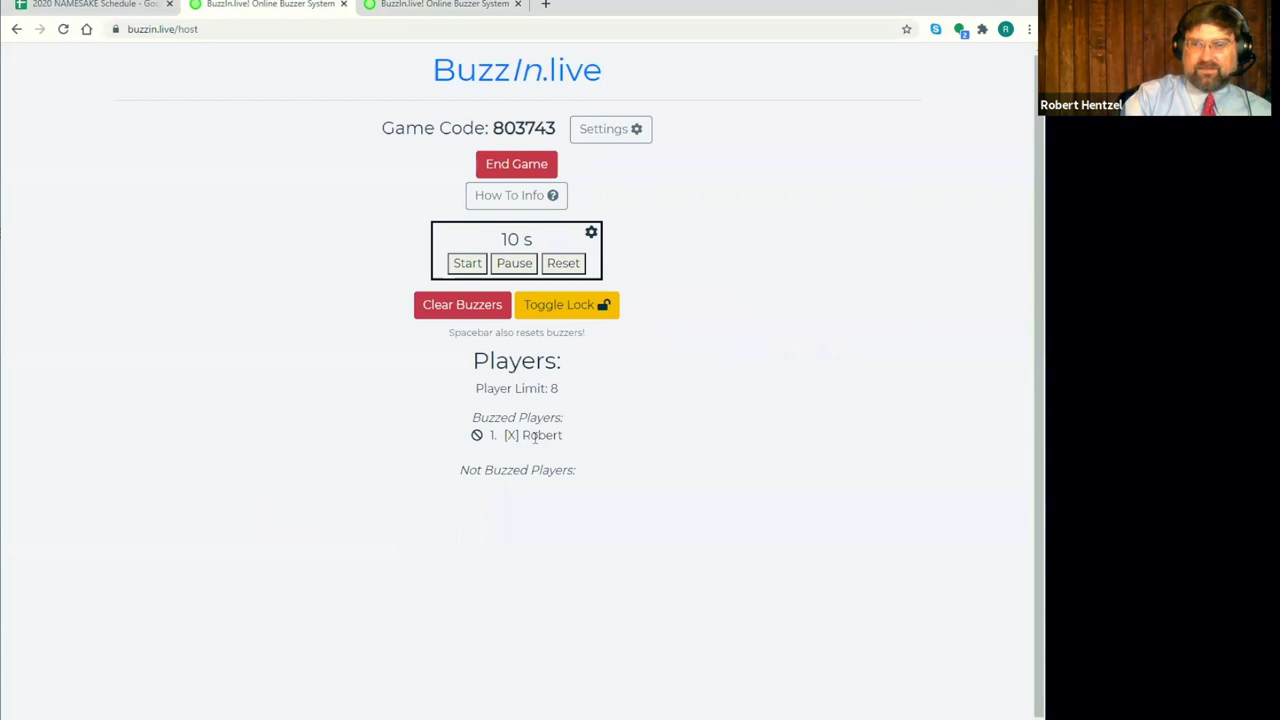 2020 NAMESAKE Schedule - Goo
BuzzIn.live! Online Buzzer System
BuzzIn.live! Online Buzzer System
buzzin.live/host
R
BuzzIn.live
Game Code: 803743
Settings
End Game
How To Info
10 s
Start Pause Reset
Clear Buzzers Toggle Lock
Spacebar also resets buzzers!
Players:
Player Limit: 8
Buzzed Players:
1. [X] Robert
Not Buzzed Players:
Robert Hentzel